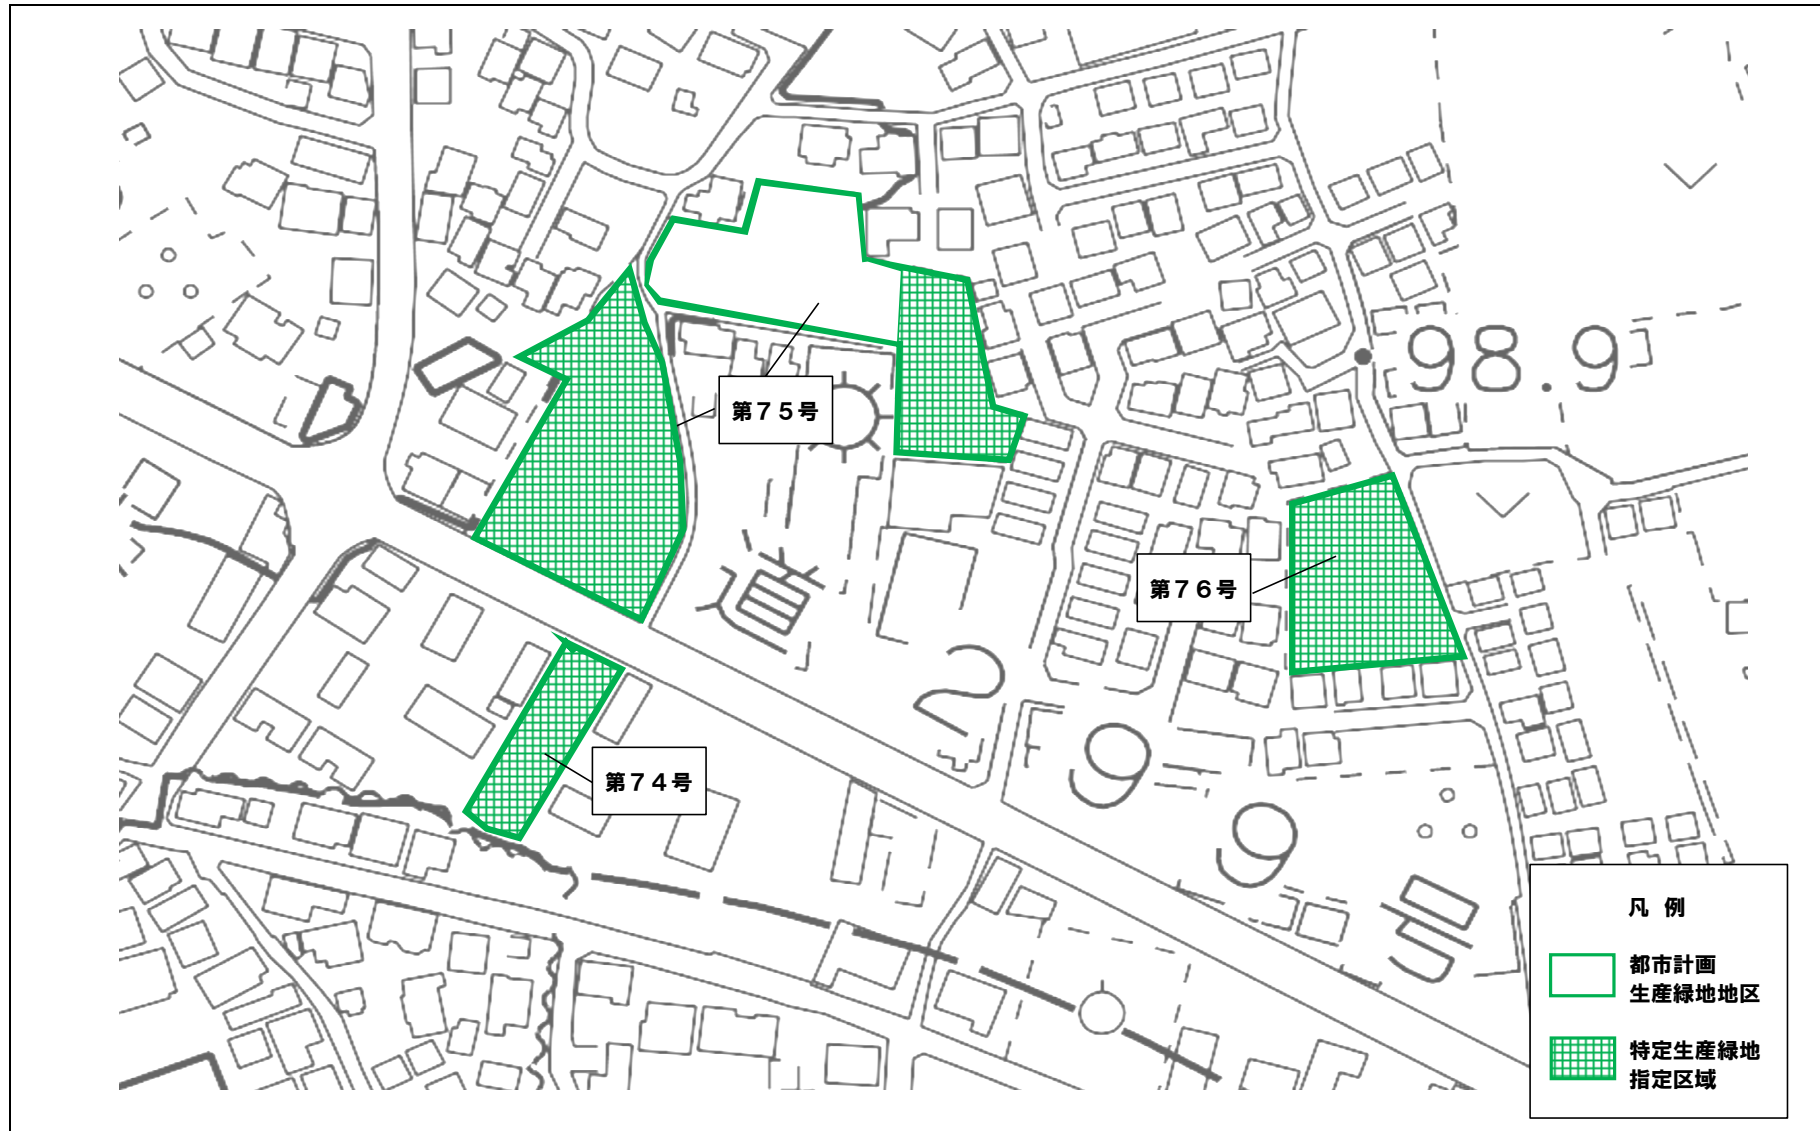 98.9
第７５号
第７６号
道
2
9
9
号
第７４号
凡 例
都市計画
生産緑地地区
特定生産緑地
指定区域